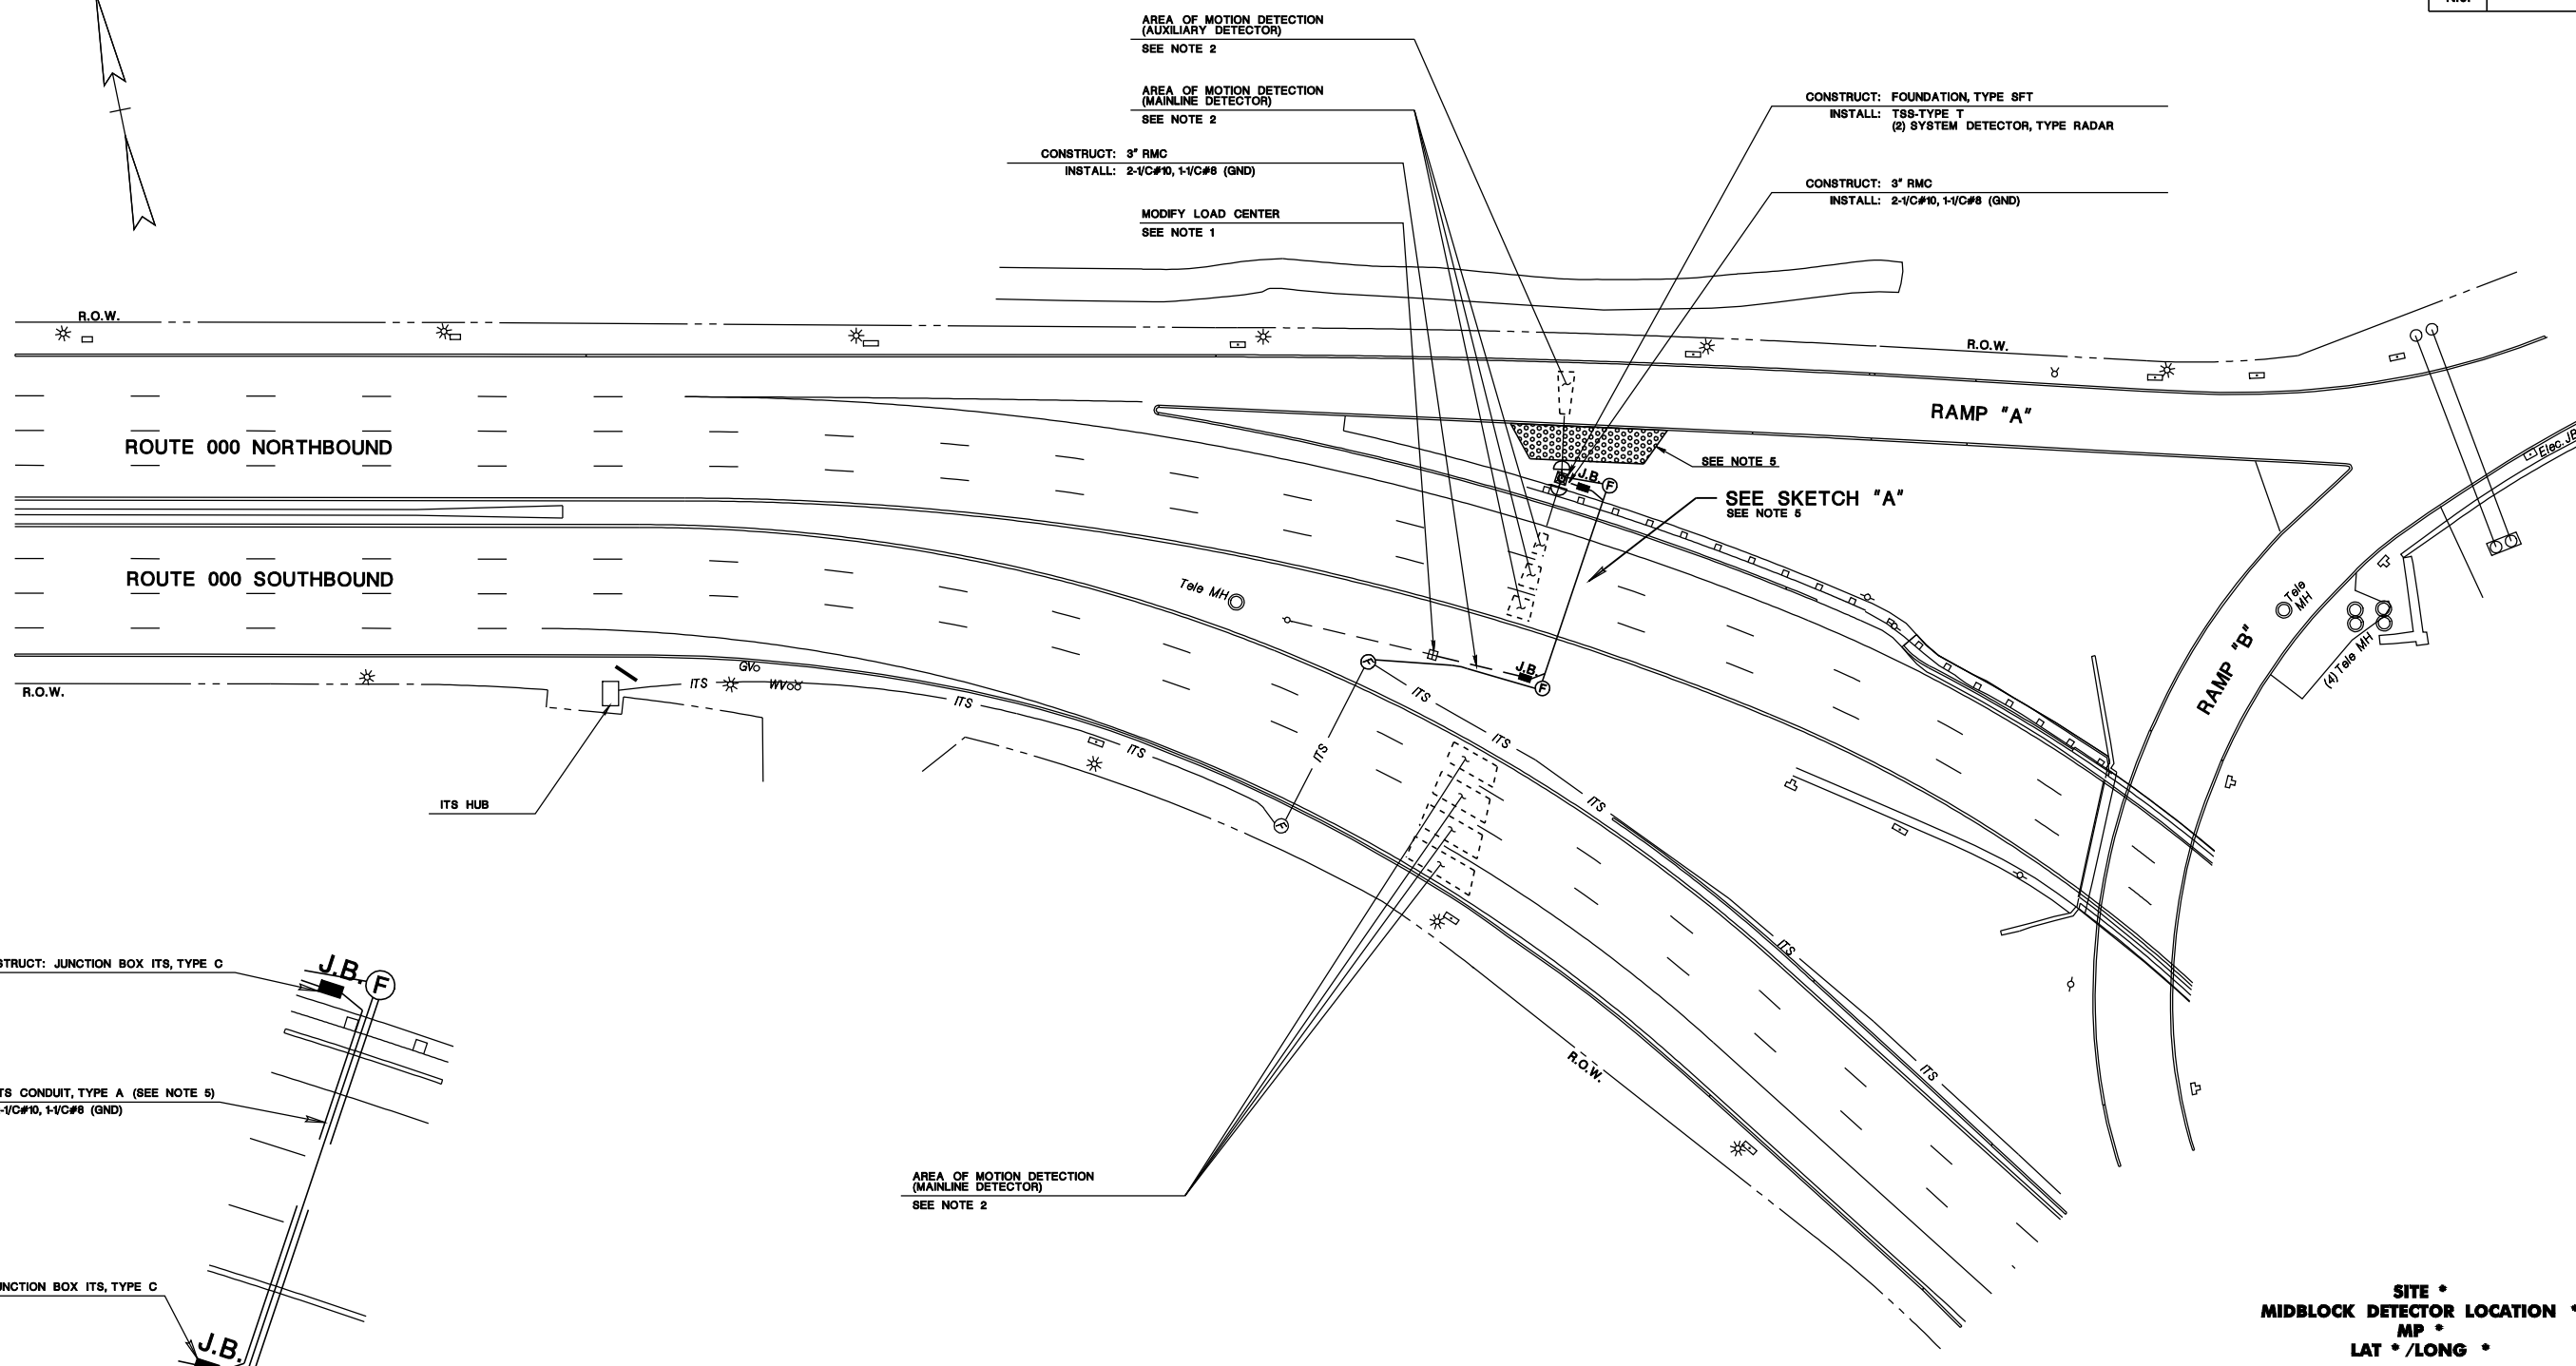 AREA OF MOTION DETECTION
(AUXILIARY DETECTOR)
SEE NOTE 2
AREA OF MOTION DETECTION
(MAINLINE DETECTOR)
SEE NOTE 2
CONSTRUCT: 3" RMC
INSTALL: 2-1/C#10, 1-1/C#8 (GND)
MODIFY LOAD CENTER
SEE NOTE 1
CONSTRUCT: FOUNDATION, TYPE SFT
INSTALL: TSS-TYPE T
(2) SYSTEM DETECTOR, TYPE RADAR
CONSTRUCT: 3" RMC
INSTALL: 2-1/C#10, 1-1/C#8 (GND)
R.O.W.
R.O.W.
RAMP "A"
ROUTE 000 NORTHBOUND
SEE NOTE 5
J.B.
F
SEE SKETCH "A"
SEE NOTE 5
Elec. JB
ROUTE 000 SOUTHBOUND
Tele MH
Tele
MH
RAMP "B"
(4) Tele MH
R.O.W.
GV
ITS
WV
F
J.B.
F
ITS
ITS
ITS
ITS
ITS
ITS
ITS HUB
F
ITS
ITS
R.O.W.
STRUCT: JUNCTION BOX ITS, TYPE C
J.B.
F
TS CONDUIT, TYPE A (SEE NOTE 5)
-1/C#10, 1-1/C#8 (GND)
AREA OF MOTION DETECTION
(MAINLINE DETECTOR)
SEE NOTE 2
UNCTION BOX ITS, TYPE C
J.B.
SITE *
MIDBLOCK DETECTOR LOCATION *
MP *
LAT * /LONG *